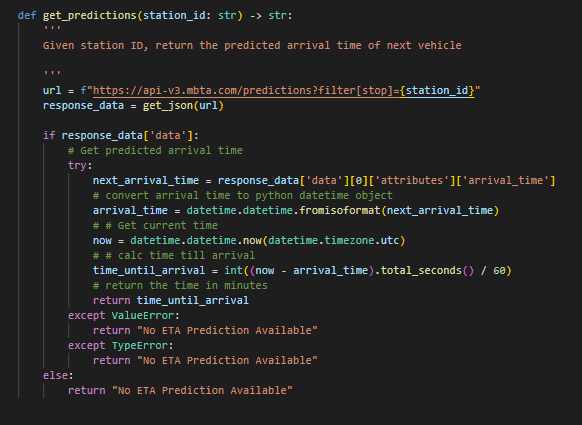 def get_predictions(station_id: str) -> str:
    '''
    Given station ID, return the predicted arrival time of next vehicle
    '''
    url = f"https://api-v3.mbta.com/predictions?filter[stop]={station_id}"
    response_data = get_json(url)
    if response_data['data']:
        # Get predicted arrival time
        try:
            next_arrival_time = response_data['data'][0]['attributes']['arrival_time']
            # convert arrival time to python datetime object
            arrival_time = datetime.datetime.fromisoformat(next_arrival_time)
            # # Get current time
            now = datetime.datetime.now(datetime.timezone.utc)
            # # calc time till arrival
            time_until_arrival = int((now - arrival_time).total_seconds() / 60)
            # return the time in minutes
            return time_until_arrival
        except ValueError:
            return "No ETA Prediction Available"
        except TypeError:
            return "No ETA Prediction Available"
    else:
        return "No ETA Prediction Available"